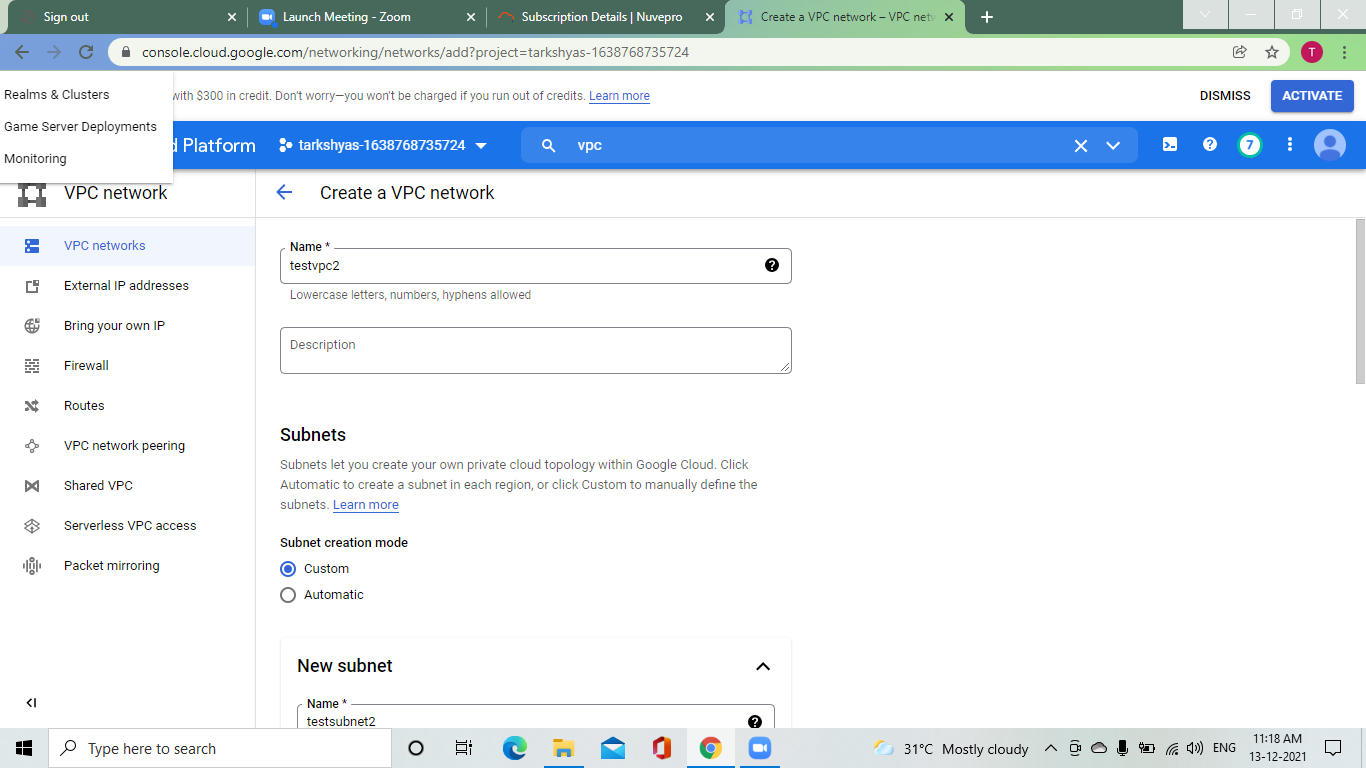 Sign out
Launch Meeting - Zoom
Subscription Details | Nuvepro
Create a VPC network – VPC netw
console.cloud.google.com/networking/networks/add?project=tarkshyas-1638768735724
T
Realms & Clusters
Game Server Deployments
Monitoring
with $300 in credit. Don't worry—you won't be charged if you run out of credits. Learn more
DISMISS
ACTIVATE
d Platform
tarkshyas-1638768735724
vpc
7
VPC network
Create a VPC network
VPC networks
External IP addresses
Bring your own IP
Firewall
Routes
VPC network peering
Shared VPC
Serverless VPC access
Packet mirroring
Name *
testvpc2
Lowercase letters, numbers, hyphens allowed
Description
Subnets
Subnets let you create your own private cloud topology within Google Cloud. Click
Automatic to create a subnet in each region, or click Custom to manually define the
subnets. Learn more
Subnet creation mode
Custom
Automatic
New subnet
Name *
testsubnet2
Type here to search
31°C Mostly cloudy
ENG
11:18 AM
13-12-2021